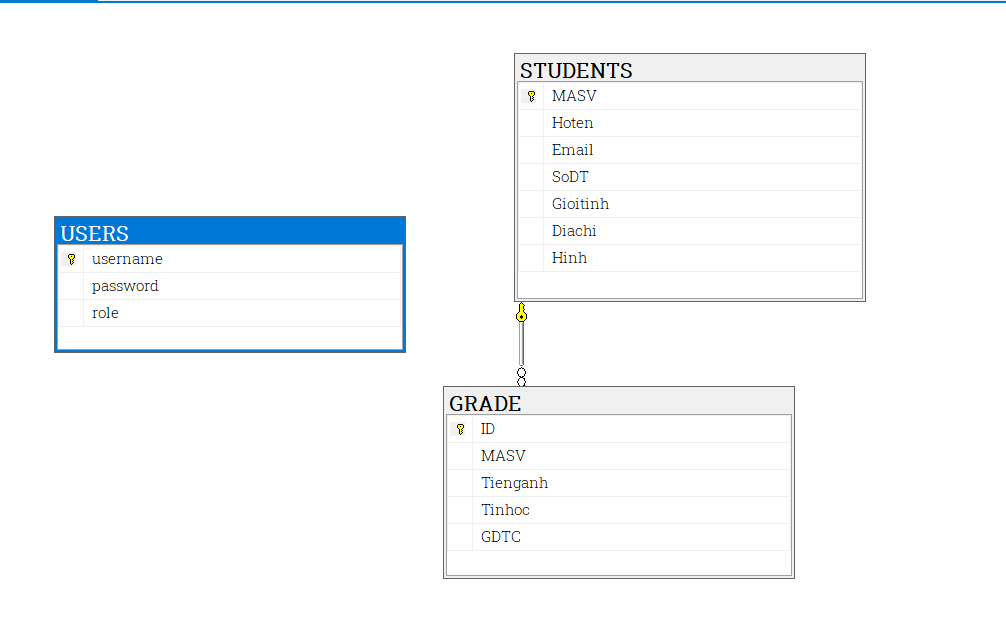 STUDENTS
MASV
Hoten
Email
SoDT
Gioitinh
Diachi
Hinh
USERS
username
password
role
GRADE
ID
MASV
Tienganh
Tinhoc
GDTC